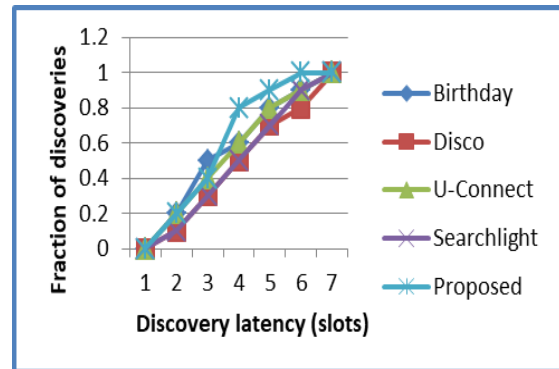 Fraction of discoveries
1.2
1
0.8
0.6
0.4
0.2
0
1 2 3 4 5 6 7
Discovery latency (slots)
Birthday
Disco
U-Connect
Searchlight
Proposed